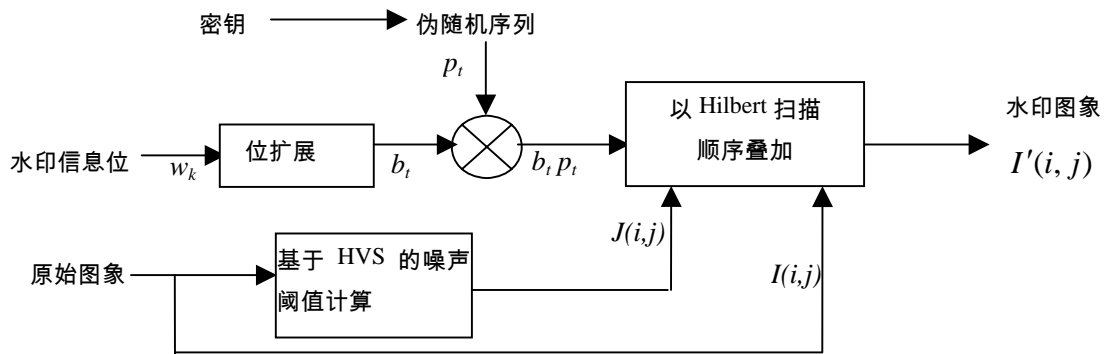 密钥
伪随机序列
p_t
水印信息位
w_k
位扩展
b_t
b_t p_t
以 Hilbert 扫描
顺序叠加
水印图象
I'(i, j)
原始图象
基于 HVS 的噪声
阈值计算
J(i,j)
I(i,j)